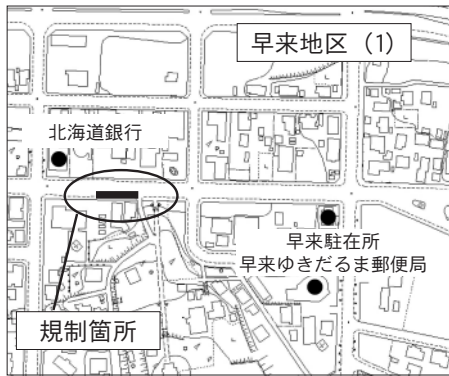 早来地区（1）
北海道銀行
早来駐在所
早来ゆきだるま郵便局
規制箇所